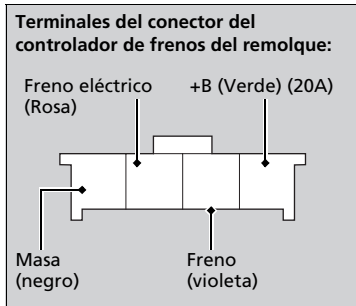 Terminales del conector del
controlador de frenos del remolque:
Freno eléctrico
(Rosa)
+B (Verde) (20A)
Masa
(negro)
Freno
(violeta)